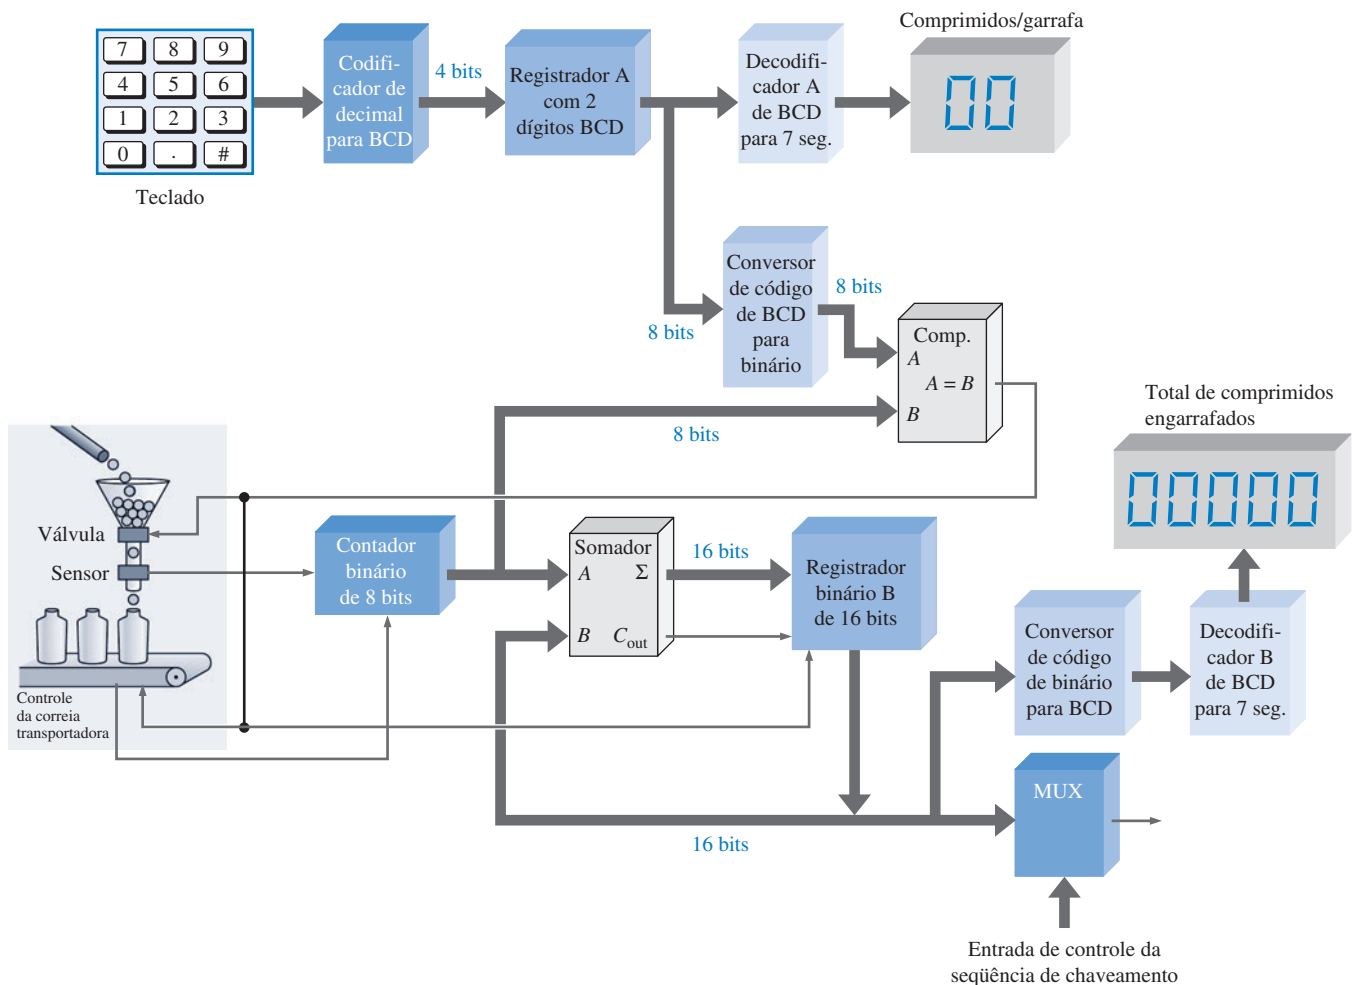 Comprimidos/garrafa
7 8 9
4 5 6
1 2 3
0 . #
Teclado
Codifi-
cador de
decimal
para BCD
4 bits
Registrador A
com 2
dígitos BCD
Decodifi-
cador A
de BCD
para 7 seg.
00
8 bits
Conversor
de código
de BCD
para
binário
8 bits
Comp.
A
A = B
B
8 bits
Total de comprimidos
engarrafados
00000
Válvula
Sensor
Controle
da correia
transportadora
Contador
binário
de 8 bits
Somador
A Σ
B Cout
16 bits
Registrador
binário B
de 16 bits
Conversor
de código
de binário
para BCD
Decodifi-
cador B
de BCD
para 7 seg.
MUX
16 bits
Entrada de controle da
seqüência de chaveamento